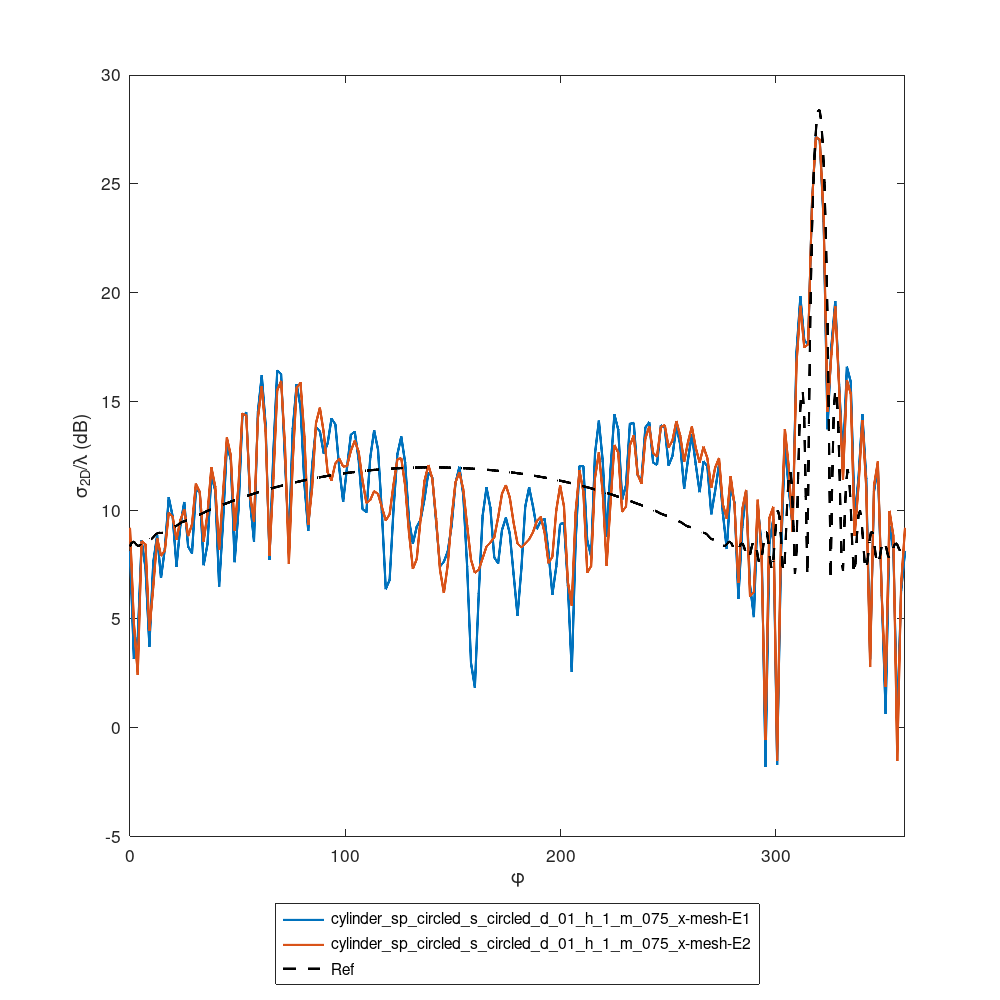 30
25
20
15
10
5
0
-5
σ2D/λ (dB)
0 100 200 300
φ
cylinder_sp_circled_s_circled_d_01_h_1_m_075_x-mesh-E1
cylinder_sp_circled_s_circled_d_01_h_1_m_075_x-mesh-E2
Ref